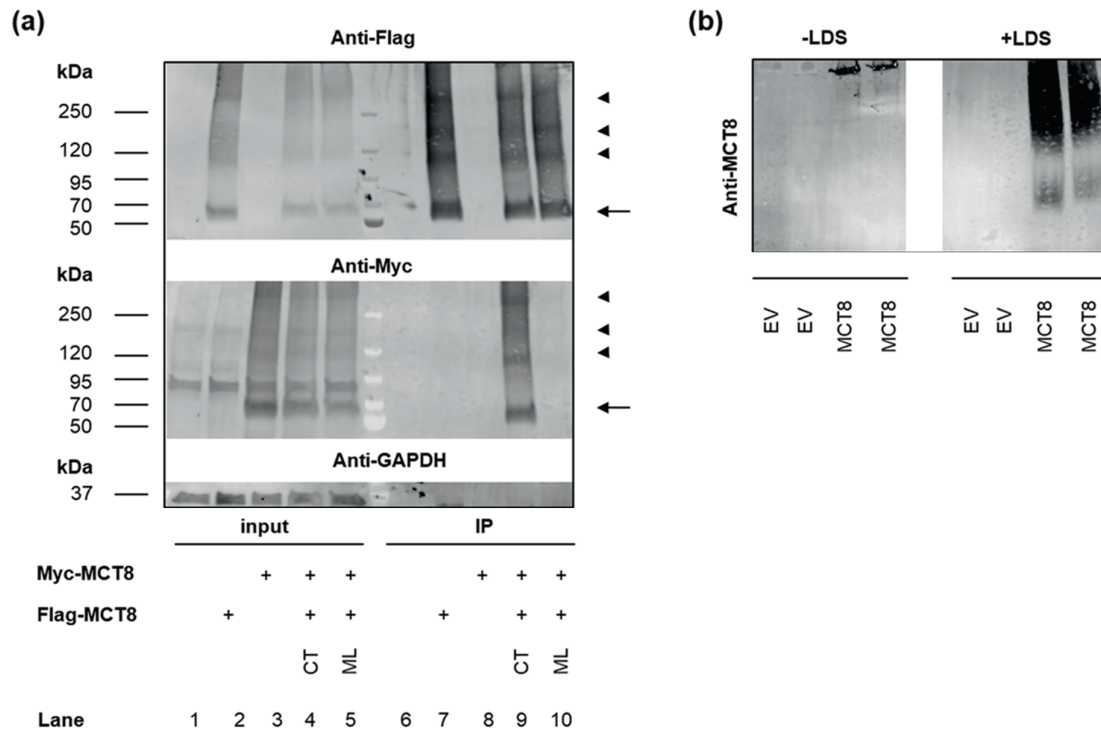 (a)
Anti-Flag
kDa
250
120
95
70
50
Anti-Myc
kDa
250
120
95
70
50
Anti-GAPDH
kDa
37
input IP
Myc-MCT8 + + + + + +
Flag-MCT8 + + + + + +
CT ML CT ML
Lane 1 2 3 4 5 6 7 8 9 10
(b)
-LDS +LDS
Anti-MCT8
EV EV MCT8 MCT8 EV EV MCT8 MCT8